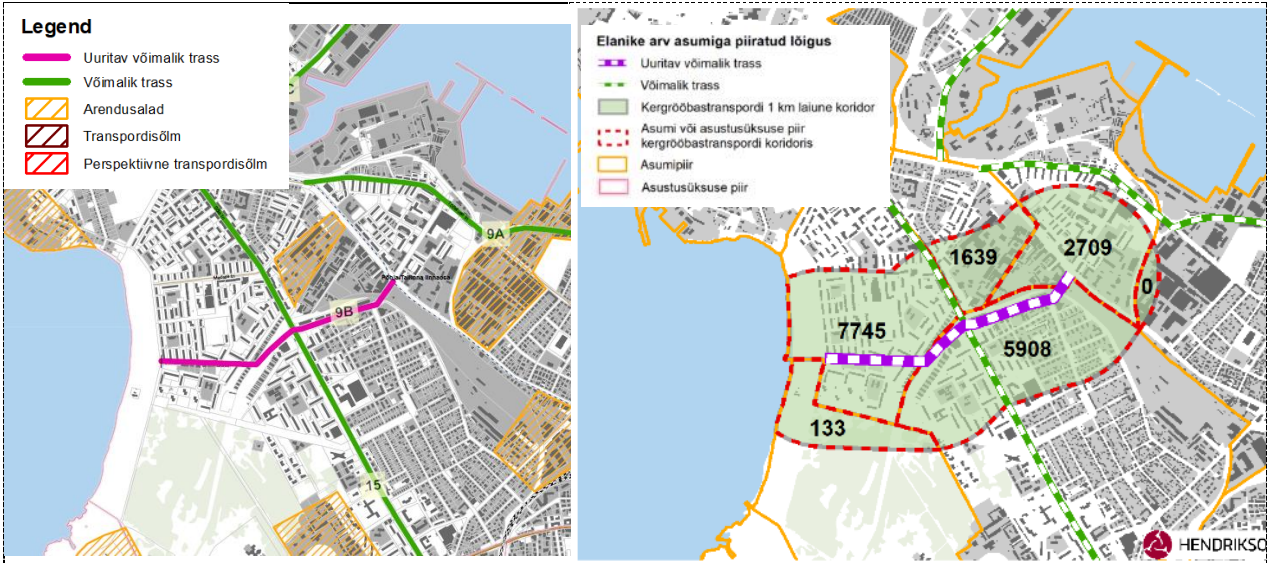 Legend
Uuritav võimalik trass
Võimalik trass
Arendusalad
Transpordisõlm
Perspektiivne transpordisõlm
9A
9B
15
Elanike arv asumiga piiratud lõigus
Uuritav võimalik trass
Võimalik trass
Kergrööbastranspordi 1 km laiune koridor
Asumi või asustusüksuse piir
kergrööbastranspordi koridoris
Asumipiir
Asustusüksuse piir
1639
2709
0
7745
5908
133
HENDRIKSO